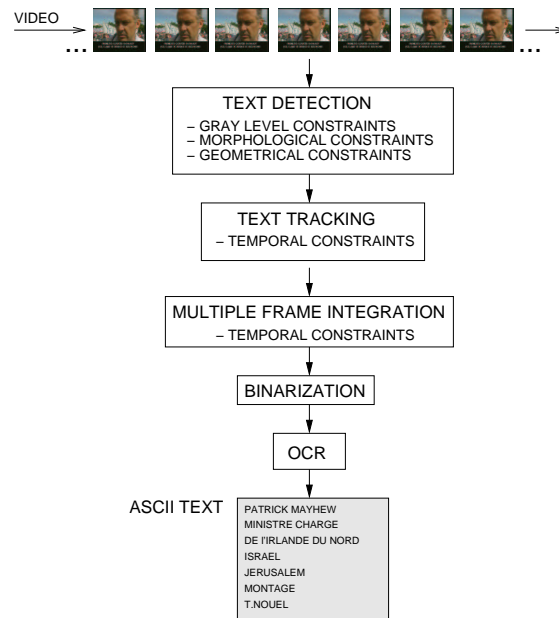 VIDEO
... ...
TEXT DETECTION
– GRAY LEVEL CONSTRAINTS
– MORPHOLOGICAL CONSTRAINTS
– GEOMETRICAL CONSTRAINTS
TEXT TRACKING
– TEMPORAL CONSTRAINTS
MULTIPLE FRAME INTEGRATION
– TEMPORAL CONSTRAINTS
BINARIZATION
OCR
ASCII TEXT
PATRICK MAYHEW
MINISTRE CHARGE
DE l'IRLANDE DU NORD
ISRAEL
JERUSALEM
MONTAGE
T.NOUEL